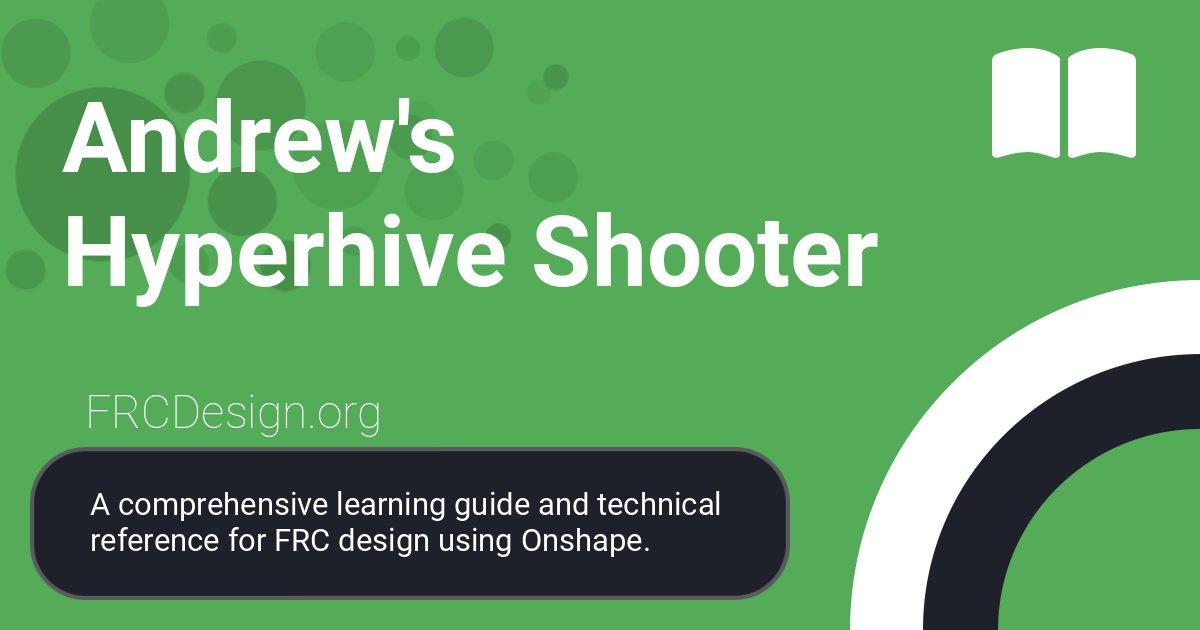 Andrew's
Hyperhive Shooter
FRCDesign.org
A comprehensive learning guide and technical
reference for FRC design using Onshape.